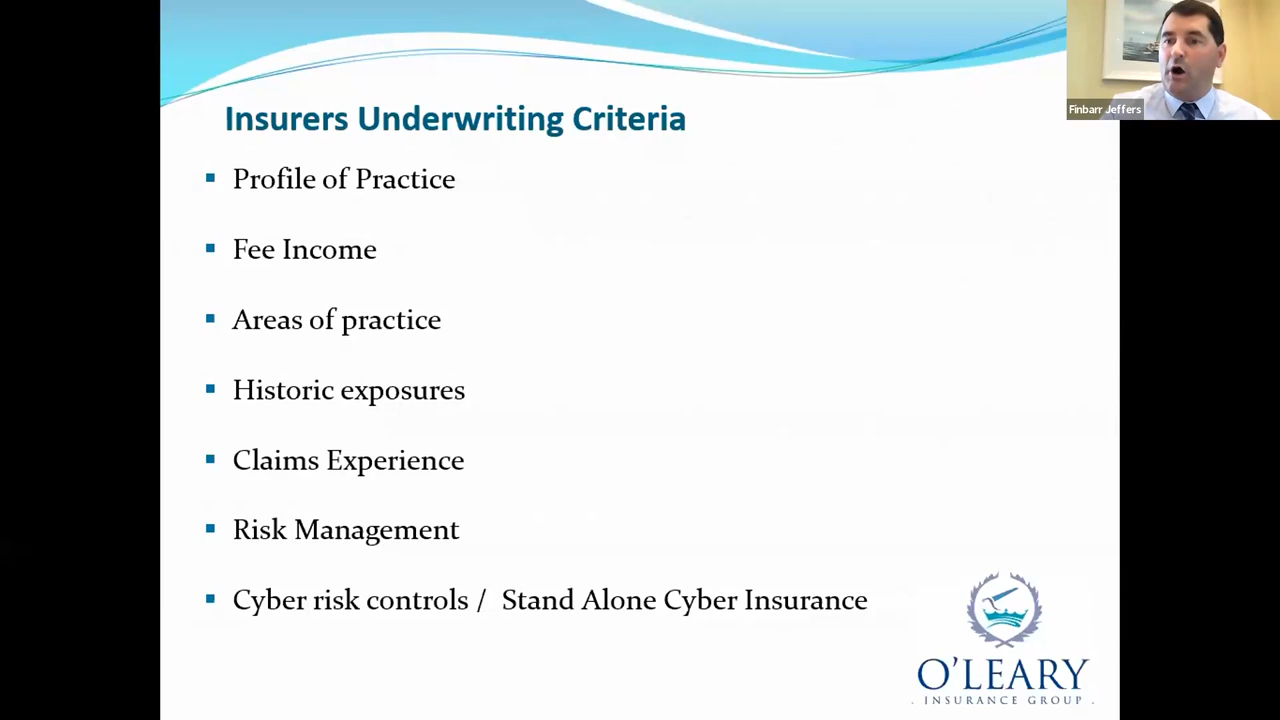 Finbarr Jeffers
Insurers Underwriting Criteria
Profile of Practice
Fee Income
Areas of practice
Historic exposures
Claims Experience
Risk Management
Cyber risk controls / Stand Alone Cyber Insurance
O'LEARY
. INSURANCE GROUP .